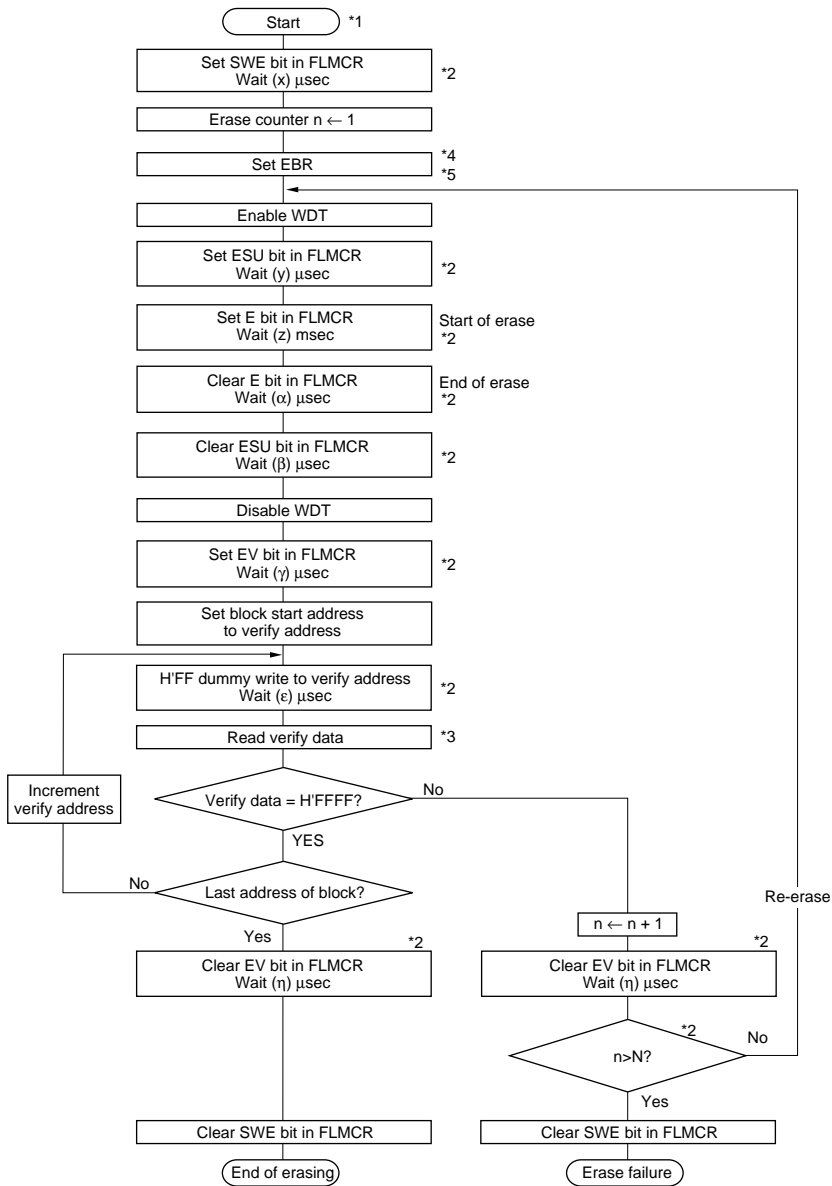 Start
*1
Set SWE bit in FLMCR
Wait (x) μsec
*2
Erase counter n ← 1
Set EBR
*4
*5
Enable WDT
Set ESU bit in FLMCR
Wait (y) μsec
*2
Set E bit in FLMCR
Wait (z) msec
Start of erase
*2
Clear E bit in FLMCR
Wait (α) μsec
End of erase
*2
Clear ESU bit in FLMCR
Wait (β) μsec
*2
Disable WDT
Set EV bit in FLMCR
Wait (γ) μsec
*2
Set block start address
to verify address
H'FF dummy write to verify address
Wait (ε) μsec
*2
Read verify data
*3
Increment
verify address
Verify data = H'FFFF?
No
YES
No
Last address of block?
Re-erase
Yes
*2
n ← n + 1
*2
Clear EV bit in FLMCR
Wait (η) μsec
Clear EV bit in FLMCR
Wait (η) μsec
*2
No
n>N?
Yes
Clear SWE bit in FLMCR
Clear SWE bit in FLMCR
End of erasing
Erase failure